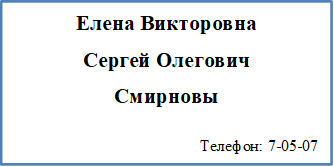 Елена Викторовна
Сергей Олегович
Смирновы
Телефон: 7-05-07